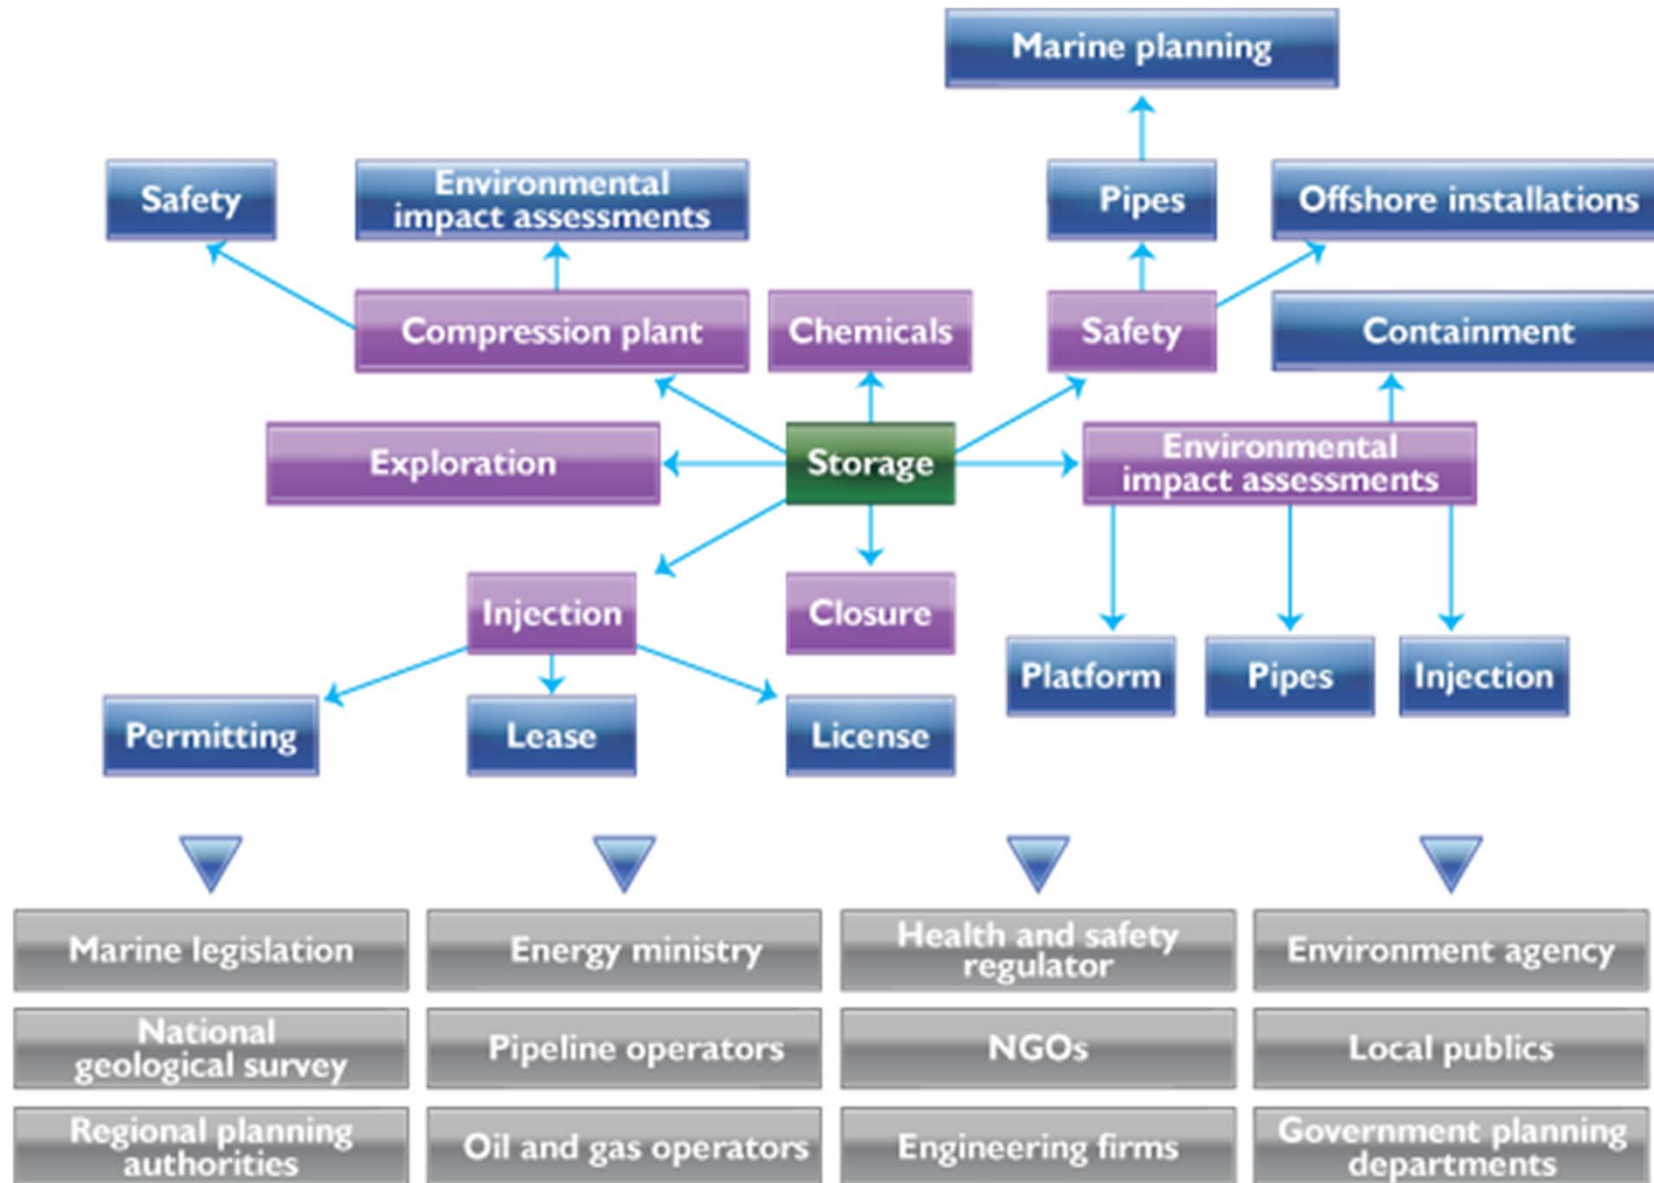 Marine planning
Safety
Environmental
impact assessments
Pipes
Offshore installations
Compression plant
Chemicals
Safety
Containment
Exploration
Storage
Environmental
impact assessments
Injection
Closure
Platform
Pipes
Injection
Permitting
Lease
License
Marine legislation
Energy ministry
Health and safety
regulator
Environment agency
National
geological survey
Pipeline operators
NGOs
Local publics
Regional planning
authorities
Oil and gas operators
Engineering firms
Government planning
departments